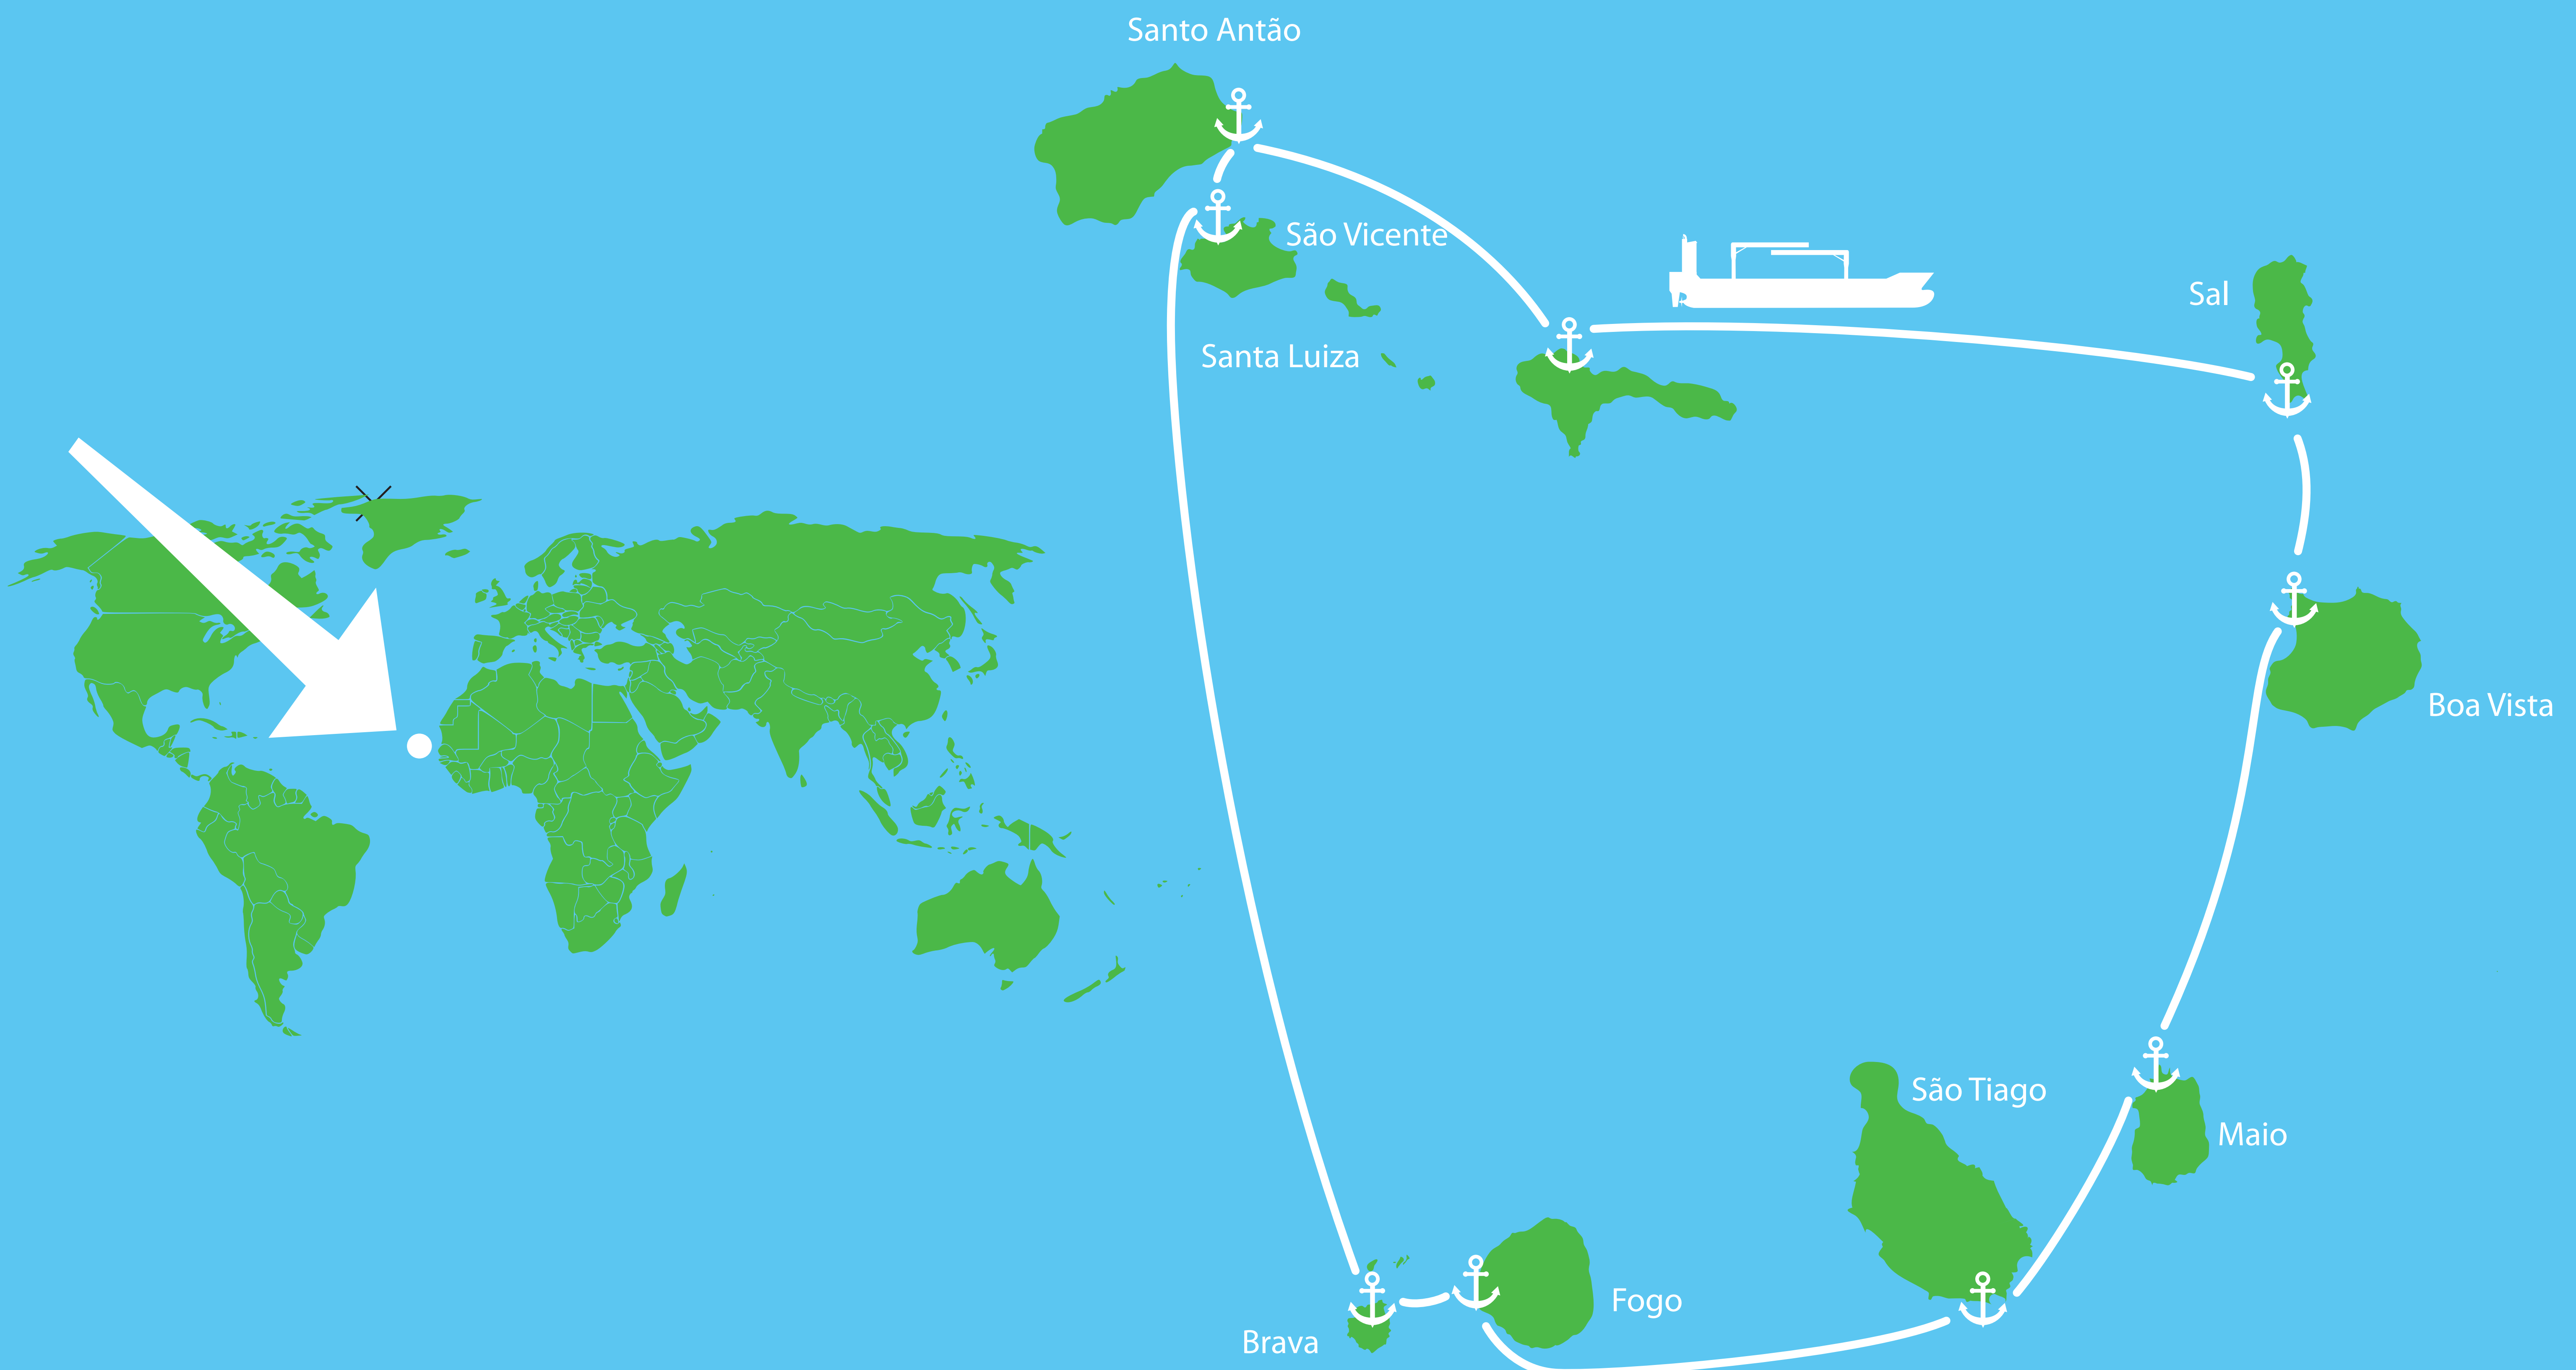 Santo Antão
São Vicente
Sal
Santa Luiza
Boa Vista
São Tiago
Maio
Fogo
Brava